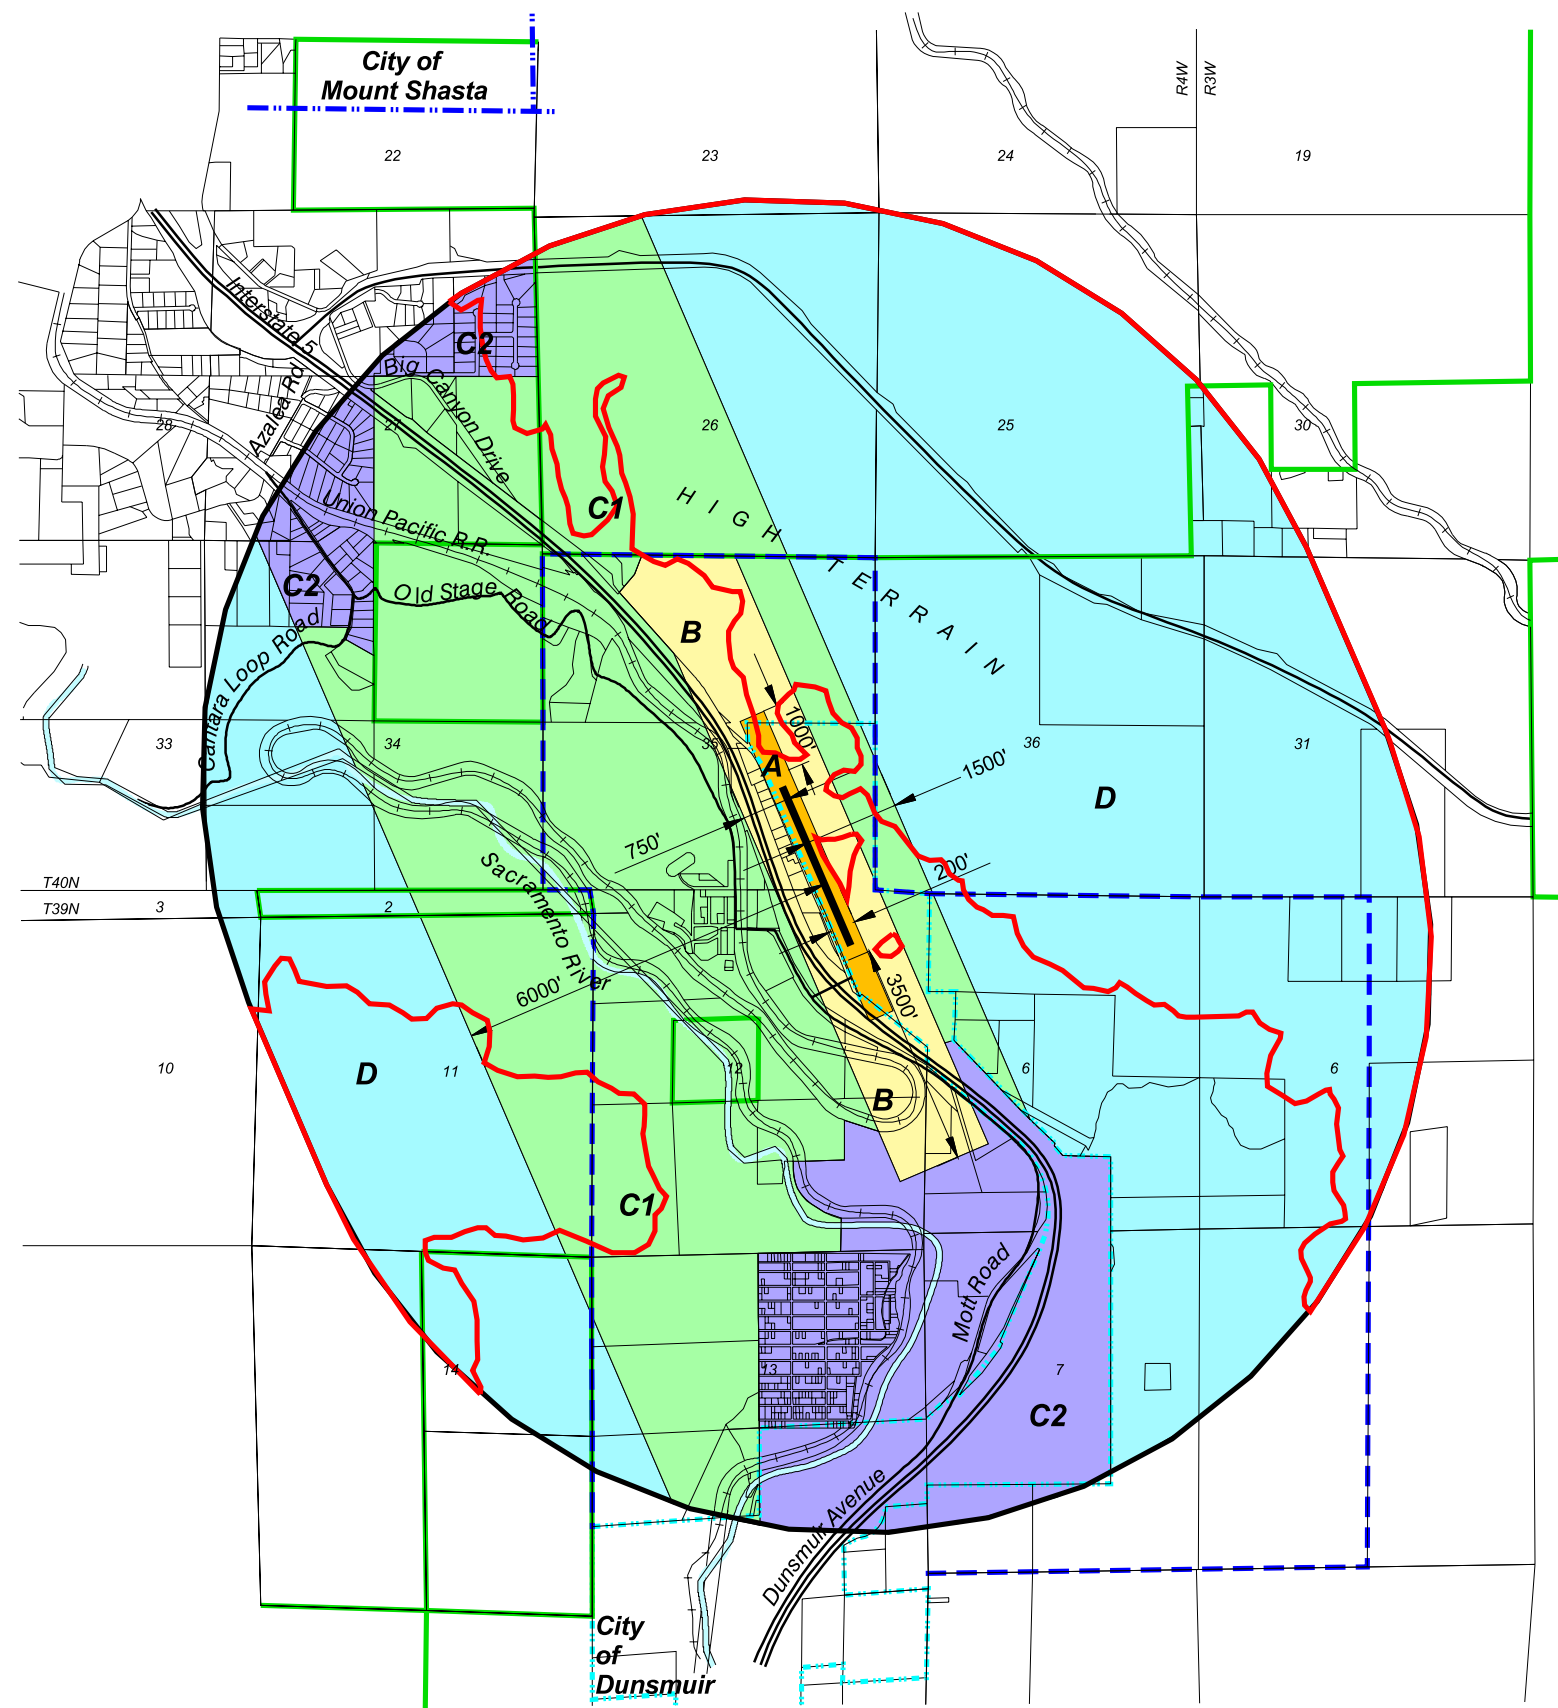 City of
Mount Shasta
R4W
R3W
22
23
24
19
Interstate 5
C2
Big Canyon Drive
Azalea Rd
28
27
26
25
30
C1
HIGH TERRAIN
Union Pacific R.R.
C2
Old Stage Road
B
Cantara Loop Road
33
34
35
36
31
1000'
A
1500'
D
750'
200'
T40N
T39N
3
2
Sacramento River
6000'
3500'
D
10
11
12
6
6
B
C1
Mott Road
14
13
7
C2
Dunsmuir Avenue
City
of
Dunsmuir